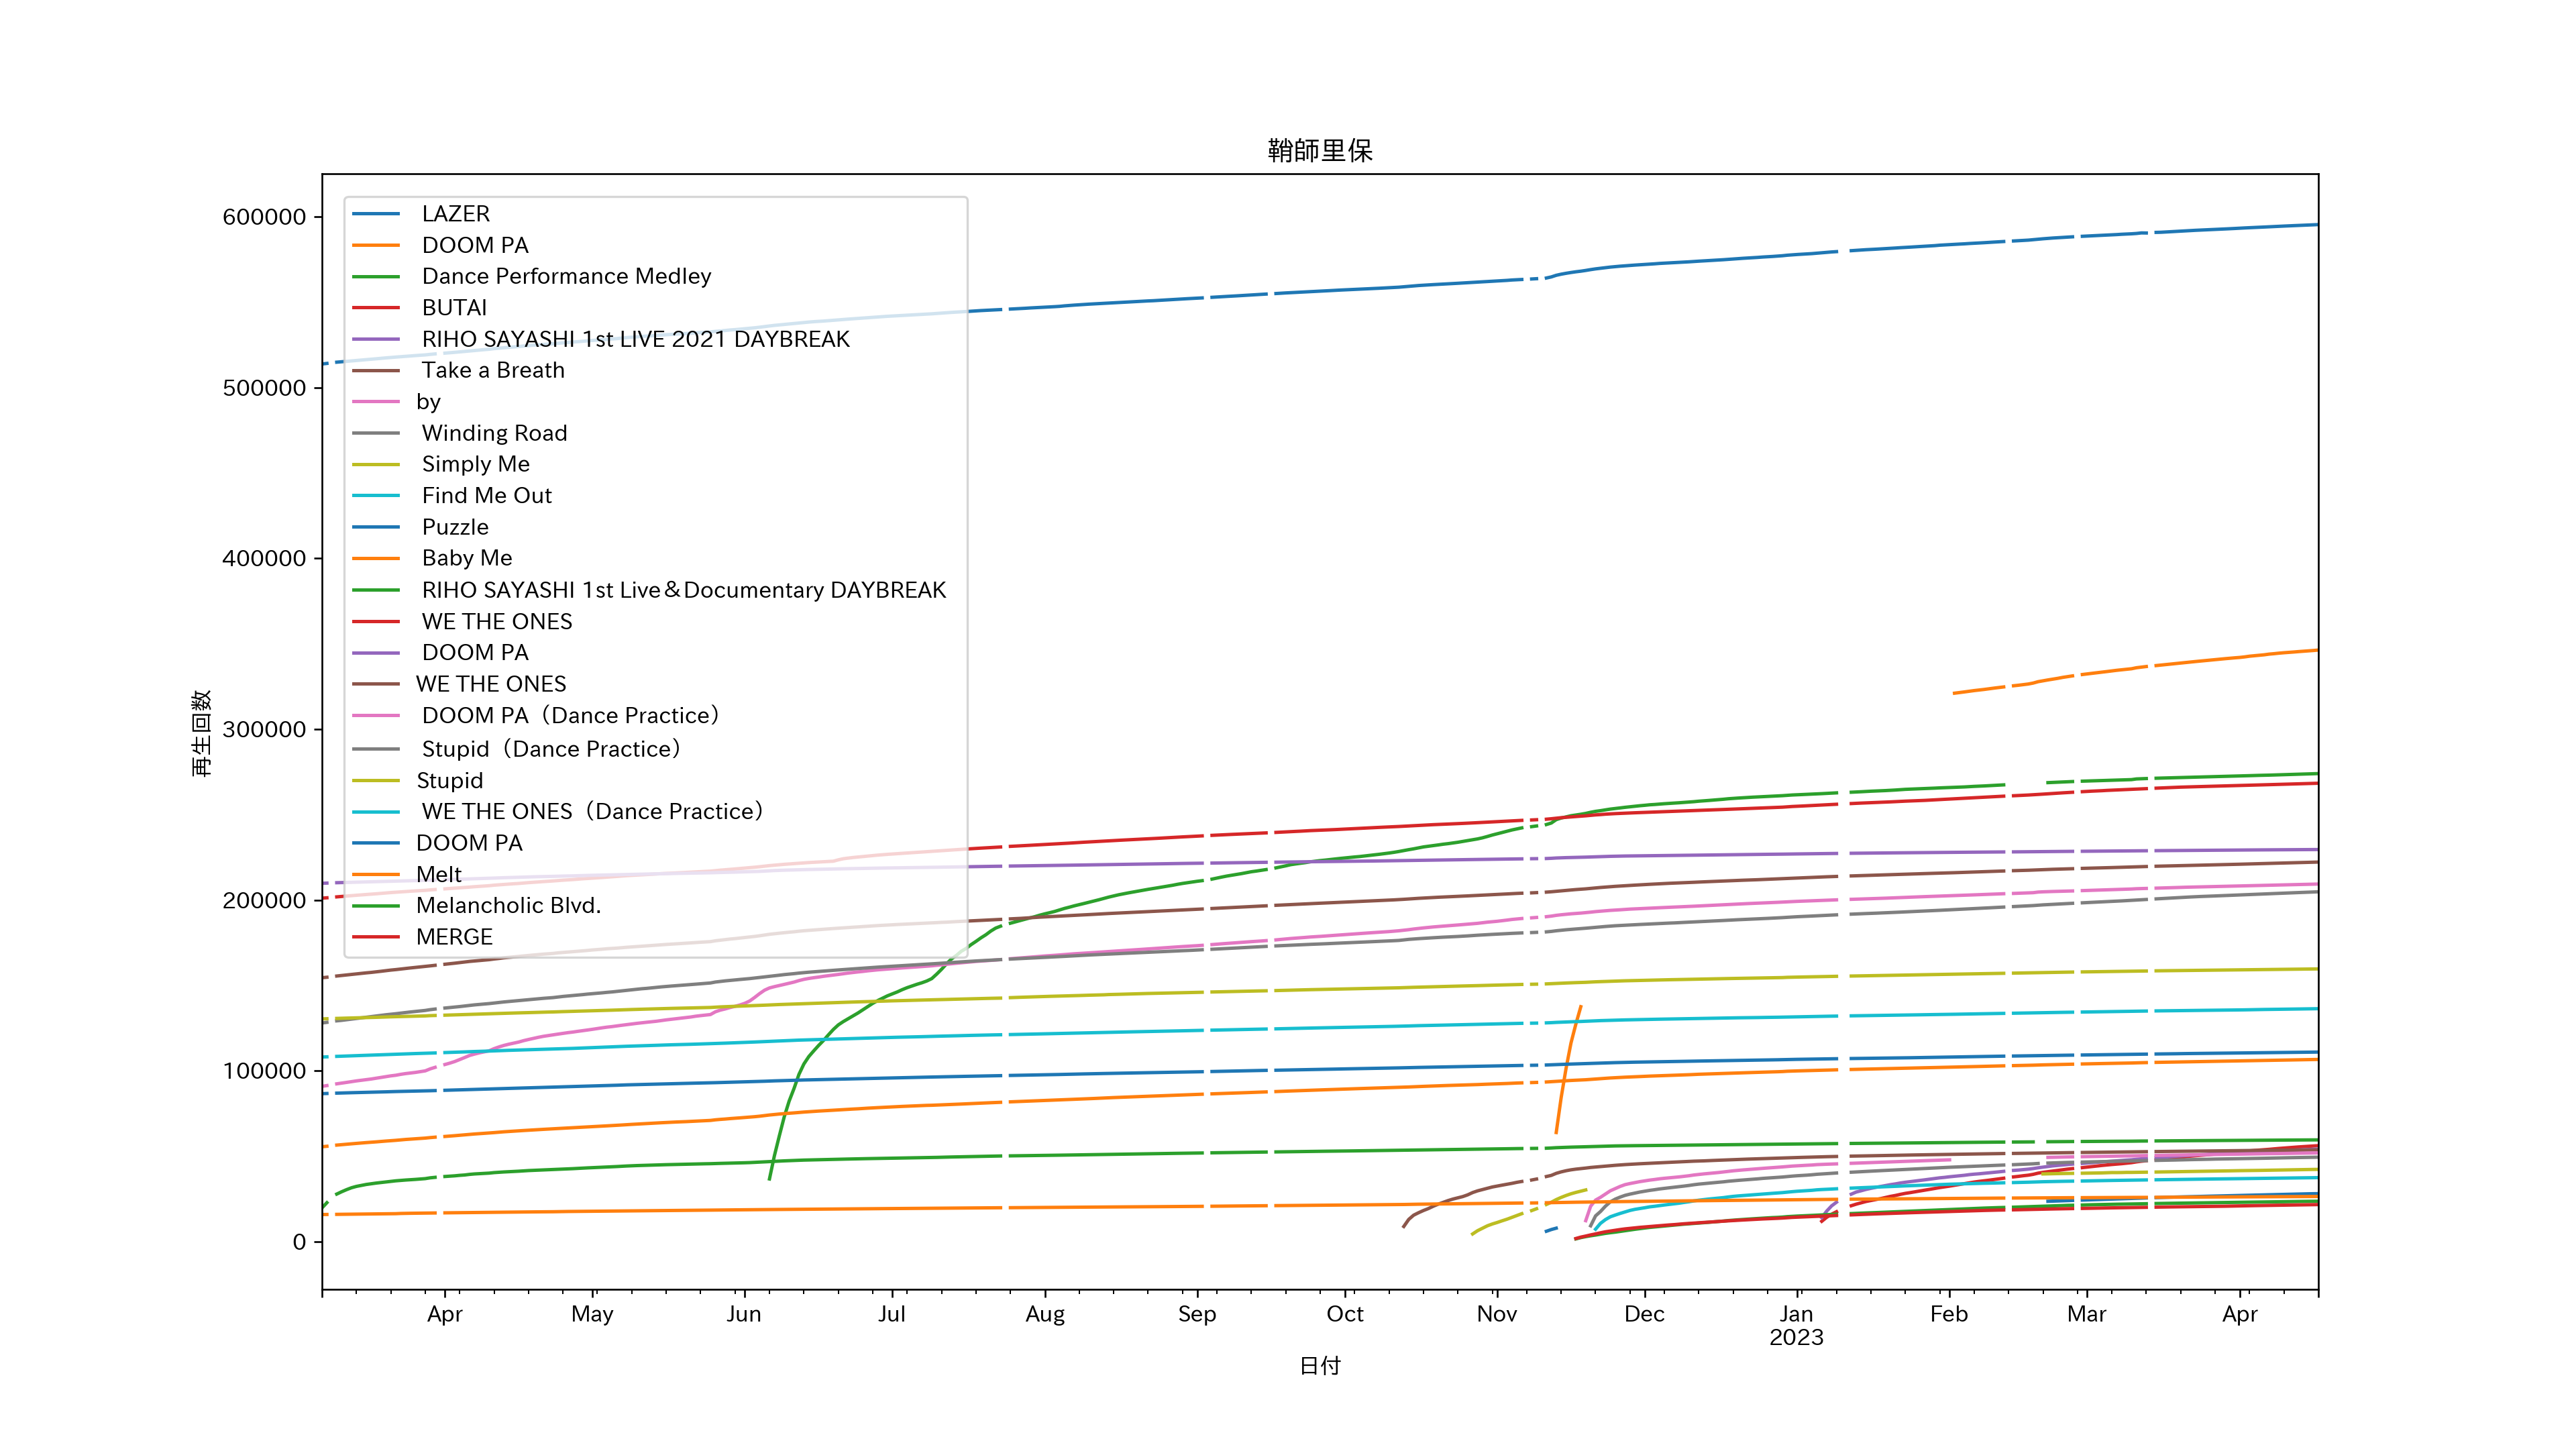 鞘師里保
600000
500000
400000
300000
200000
100000
0
再生回数
LAZER
DOOM PA
Dance Performance Medley
BUTAI
RIHO SAYASHI 1st LIVE 2021 DAYBREAK
Take a Breath
by
Winding Road
Simply Me
Find Me Out
Puzzle
Baby Me
RIHO SAYASHI 1st Live＆Documentary DAYBREAK
WE THE ONES
DOOM PA
WE THE ONES
DOOM PA（Dance Practice）
Stupid（Dance Practice）
Stupid
WE THE ONES（Dance Practice）
DOOM PA
Melt
Melancholic Blvd.
MERGE
Apr May Jun Jul Aug Sep Oct Nov Dec Jan Feb Mar Apr
2023
日付